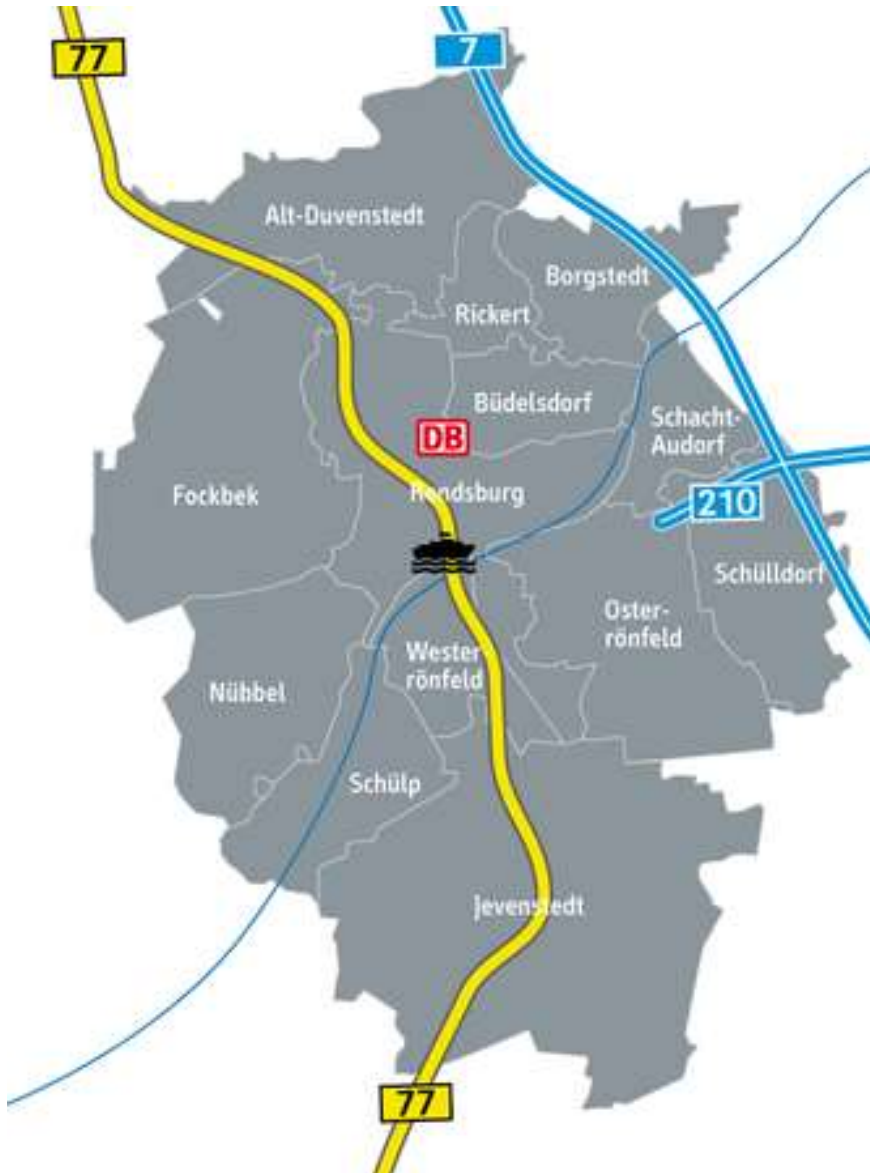 7
77
Alt-Duvenstedt
Borgstedt
Rickert
Büdelsdorf
Schacht-
Audorf
DB
Fockbek
Rendsburg
210
Schülldorf
Oster-
rönfeld
Wester
rönfeld
Nübbel
Schülp
Jevenstedt
77